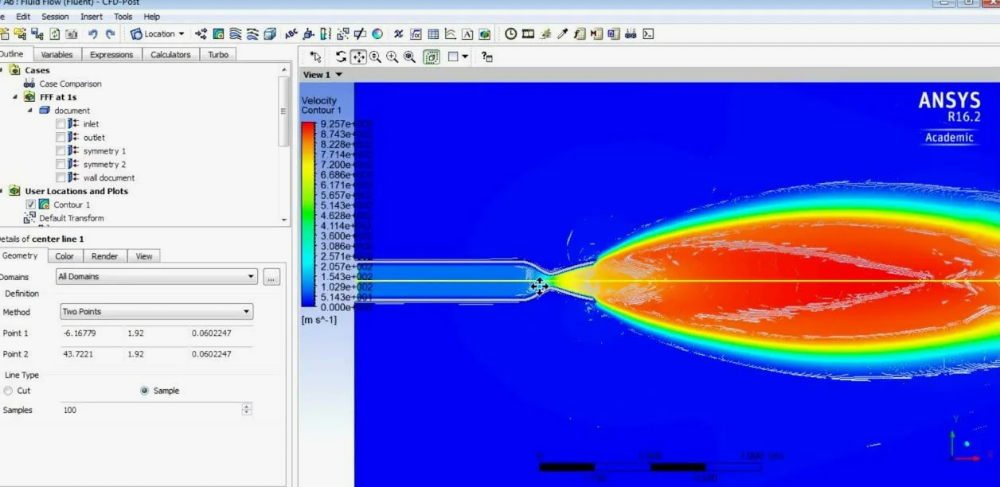 Ab : Fluid Flow (Fluent) - CFD-Post
Edit Session Insert Tools Help
Location
Outline Variables Expressions Calculators Turbo
Cases
Case Comparison
FFF at 1s
document
inlet
outlet
symmetry 1
symmetry 2
wall document
User Locations and Plots
Contour 1
Default Transform
Details of center line 1
Geometry Color Render View
Domains All Domains ...
Definition
Method Two Points
Point 1 -6.16779 1.92 0.0602247
Point 2 43.7221 1.92 0.0602247
Line Type
Cut Sample
Samples 100
View 1
Velocity
Contour 1
9.257e+002
8.743e+002
8.228e+002
7.714e+002
7.200e+002
6.686e+002
6.171e+002
5.657e+002
5.143e+002
4.628e+002
4.114e+002
3.600e+002
3.086e+002
2.571e+002
2.057e+002
1.543e+002
1.029e+002
5.143e+001
0.000e+000
[m s^-1]
ANSYS
R16.2
Academic
Y
X